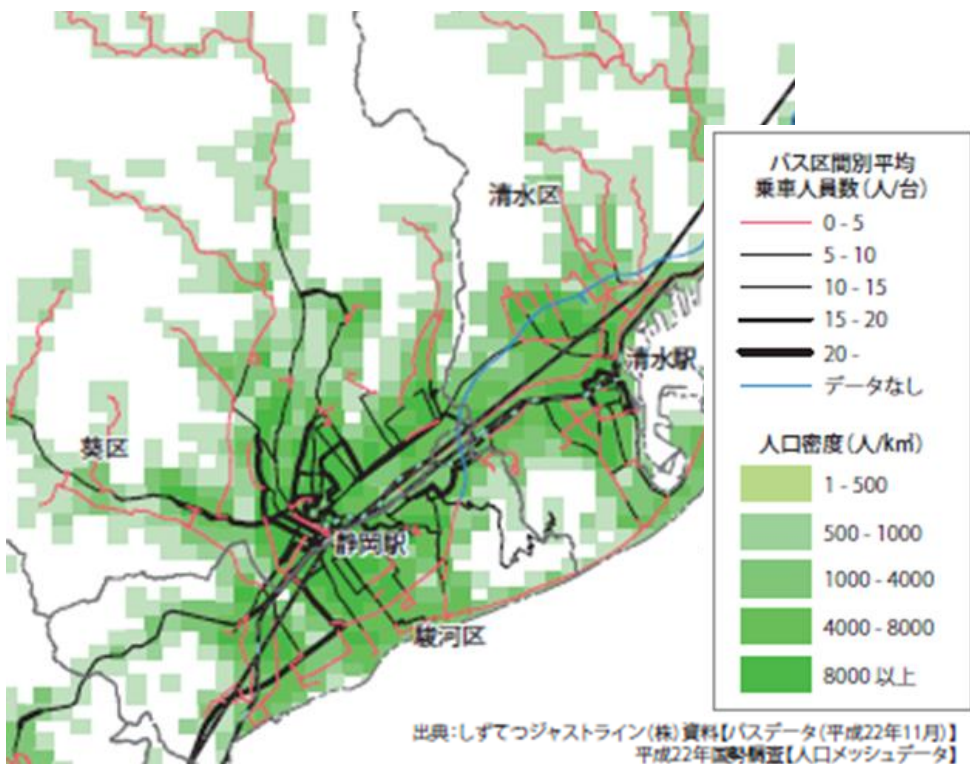 清水区
バス区間別平均
乗車人員数(人/台)
0 - 5
5 - 10
10 - 15
15 - 20
20 -
データなし
清水駅
葵区
人口密度(人/k㎡)
1 - 500
500 - 1000
1000 - 4000
4000 - 8000
8000 以上
静岡駅
駿河区
出典:しずてつジャストライン(株)資料【バスデータ(平成22年11月)】
平成22年国勢調査【人口メッシュデータ】